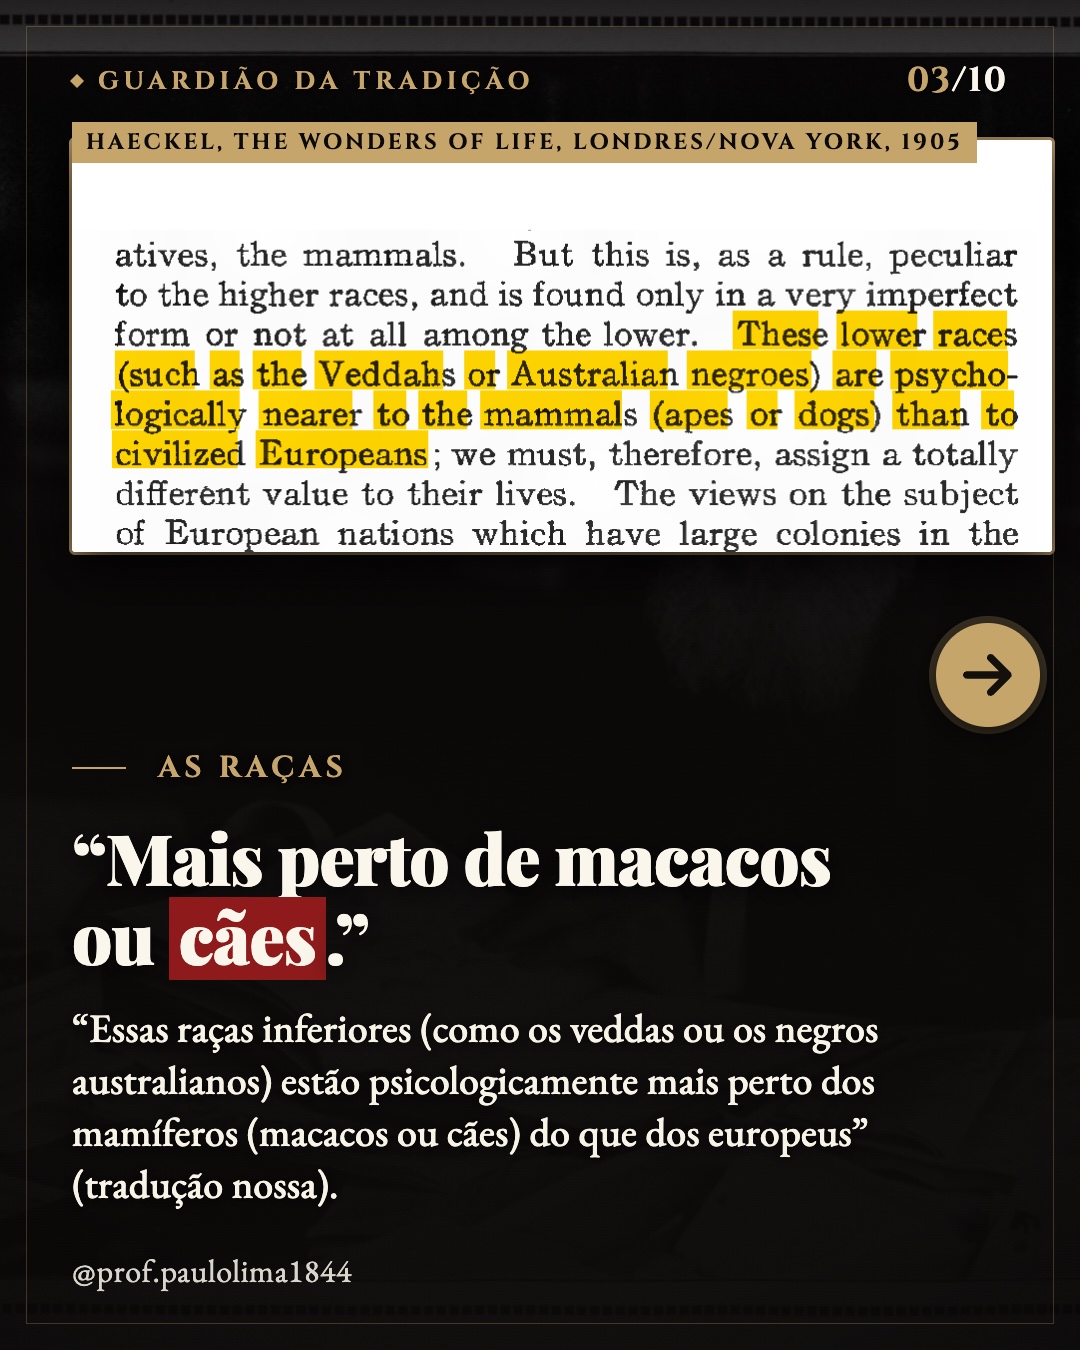 GUARDIÃO DA TRADIÇÃO
03/10
HAECKEL, THE WONDERS OF LIFE, LONDRES/NOVA YORK, 1905
atives, the mammals. But this is, as a rule, peculiar
to the higher races, and is found only in a very imperfect
form or not at all among the lower. These lower races
(such as the Veddahs or Australian negroes) are psycho-
logically nearer to the mammals (apes or dogs) than to
civilized Europeans; we must, therefore, assign a totally
different value to their lives. The views on the subject
of European nations which have large colonies in the
AS RAÇAS
“Mais perto de macacos
ou cães.”
“Essas raças inferiores (como os veddas ou os negros
australianos) estão psicologicamente mais perto dos
mamíferos (macacos ou cães) do que dos europeus”
(tradução nossa).
@prof.paulolima1844